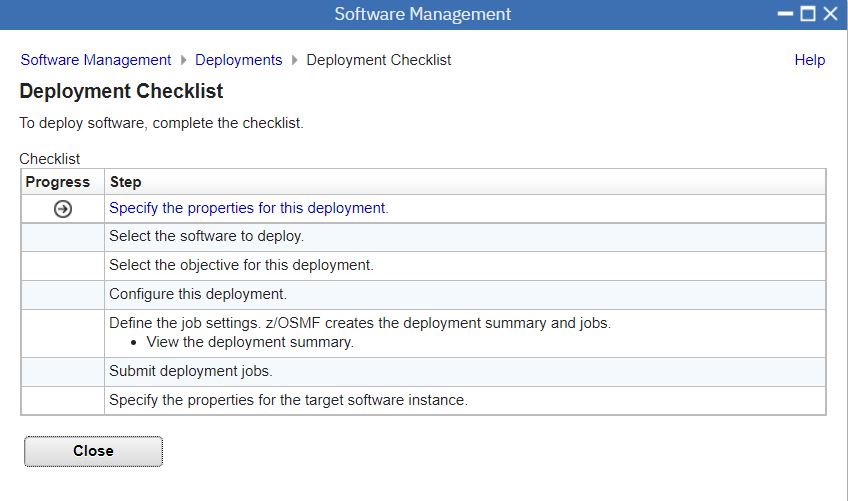 Software Management
Software Management Deployments Deployment Checklist Help
Deployment Checklist
To deploy software, complete the checklist.
Checklist
Progress Step
Specify the properties for this deployment.
Select the software to deploy.
Select the objective for this deployment.
Configure this deployment.
Define the job settings. z/OSMF creates the deployment summary and jobs.
• View the deployment summary.
Submit deployment jobs.
Specify the properties for the target software instance.
Close